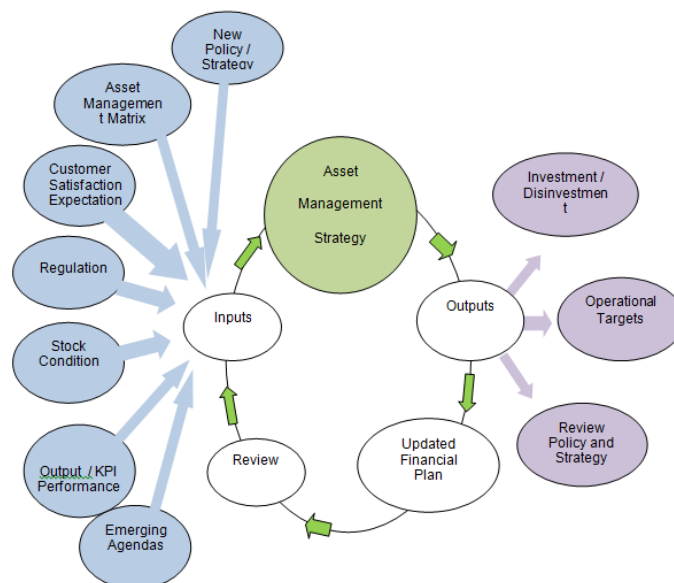 New
Policy /
Strategy
Asset
Managemen
t Matrix
Customer
Satisfaction
Expectation
Regulation
Stock
Condition
Output / KPI
Performance
Emerging
Agendas
Inputs
Asset
Management
Strategy
Outputs
Updated
Financial
Plan
Review
Investment /
Disinvestmen
t
Operational
Targets
Review
Policy and
Strategy